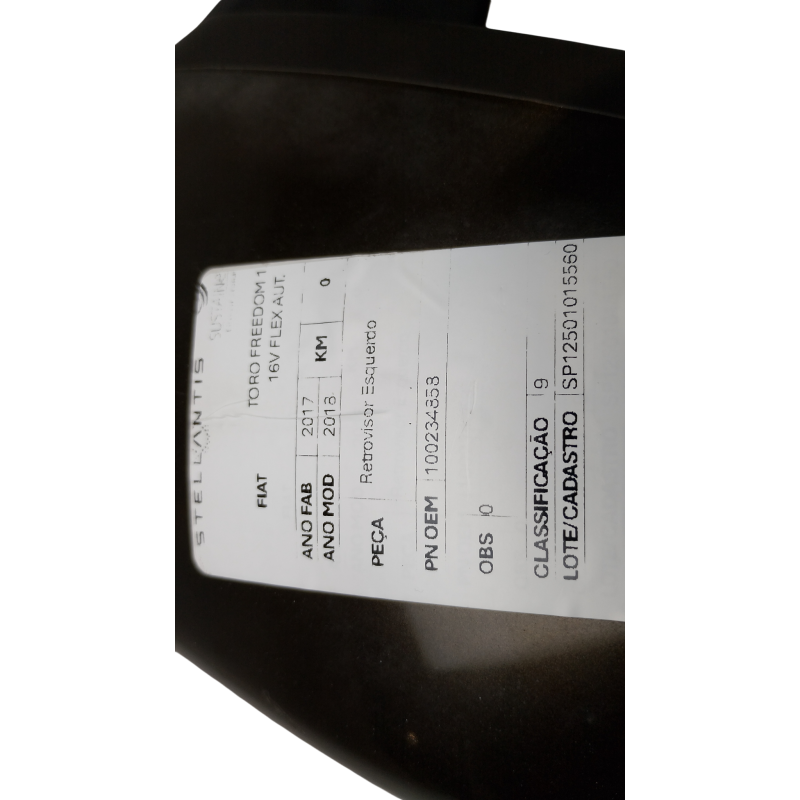 STELLANTIS
FIAT TORO FREEDOM 1
16V FLEX AUT.
ANO FAB 2017
ANO MOD 2018 KM 0
PEÇA Retrovisor Esquerdo
PN OEM 100234858
OBS 0
CLASSIFICAÇÃO 9
LOTE/CADASTRO SP12501015560